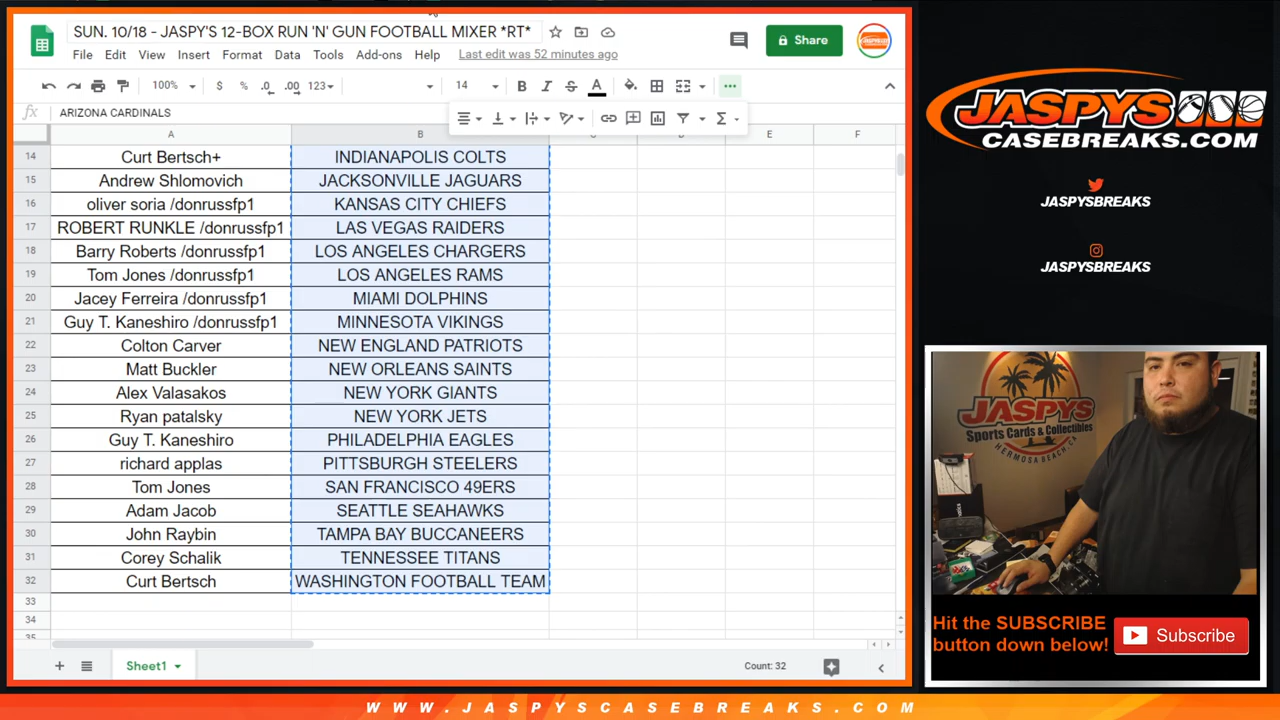 SUN. 10/18 - JASPY'S 12-BOX RUN 'N' GUN FOOTBALL MIXER *RT*
File Edit View Insert Format Data Tools Add-ons Help Last edit was 52 minutes ago
Share
100% $ % .0 .00 123 14 B I S A
fx ARIZONA CARDINALS
A B C D E F
14 Curt Bertsch+ INDIANAPOLIS COLTS
15 Andrew Shlomovich JACKSONVILLE JAGUARS
16 oliver soria /donrussfp1 KANSAS CITY CHIEFS
17 ROBERT RUNKLE /donrussfp1 LAS VEGAS RAIDERS
18 Barry Roberts /donrussfp1 LOS ANGELES CHARGERS
19 Tom Jones /donrussfp1 LOS ANGELES RAMS
20 Jacey Ferreira /donrussfp1 MIAMI DOLPHINS
21 Guy T. Kaneshiro /donrussfp1 MINNESOTA VIKINGS
22 Colton Carver NEW ENGLAND PATRIOTS
23 Matt Buckler NEW ORLEANS SAINTS
24 Alex Valasakos NEW YORK GIANTS
25 Ryan patalsky NEW YORK JETS
26 Guy T. Kaneshiro PHILADELPHIA EAGLES
27 richard applas PITTSBURGH STEELERS
28 Tom Jones SAN FRANCISCO 49ERS
29 Adam Jacob SEATTLE SEAHAWKS
30 John Raybin TAMPA BAY BUCCANEERS
31 Corey Schalik TENNESSEE TITANS
32 Curt Bertsch WASHINGTON FOOTBALL TEAM
33
34
35
Sheet1
Count: 32
JASPYS
CASEBREAKS.COM
JASPYSBREAKS
JASPYSBREAKS
JASPYS
Sports Cards & Collectibles
HERMOSA BEACH, CA
Hit the SUBSCRIBE
button down below!
Subscribe
WWW.JASPYSCASEBREAKS.COM